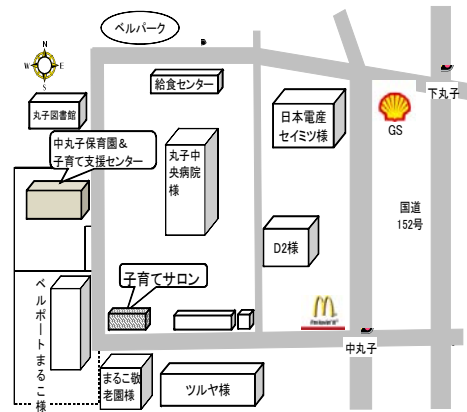 ベルパーク
N
W E
S
給食センター
下丸子
丸子図書館
日本電産
セイミツ様
GS
中丸子保育園＆
子育て支援センター
丸子中
央病院
様
国道
152号
D2様
子育てサロン
ベルポートまるこ様
中丸子
まるこ敬
老園様
ツルヤ様